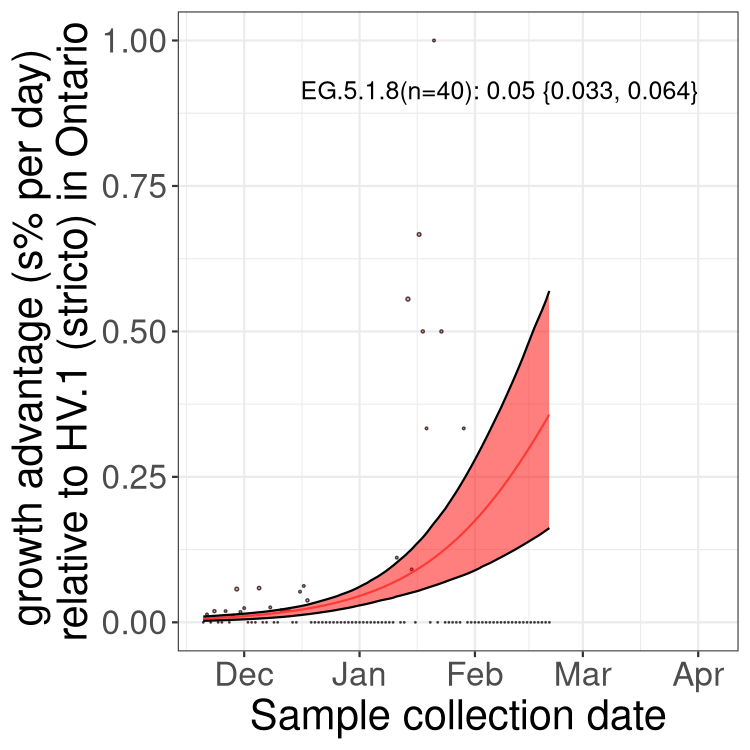 growth advantage (s% per day)
relative to HV.1 (stricto) in Ontario
1.00
0.75
0.50
0.25
0.00
EG.5.1.8(n=40): 0.05 {0.033, 0.064}
Dec Jan Feb Mar Apr
Sample collection date